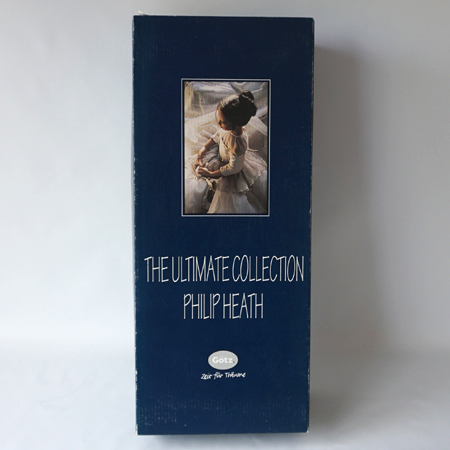 THE ULTIMATE COLLECTION
PHILIP HEATH
Götz
Zeit für Träume